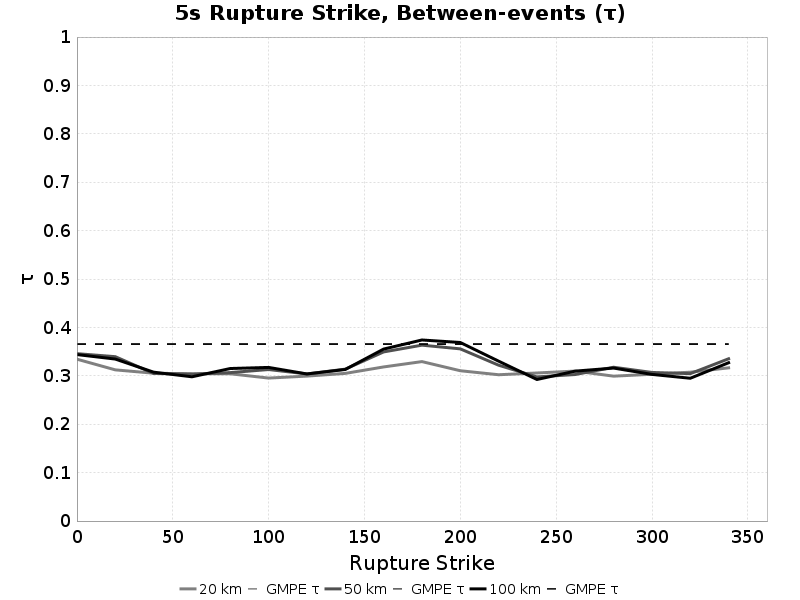 5s Rupture Strike, Between-events (τ)
1
0.9
0.8
0.7
0.6
0.5
0.4
0.3
0.2
0.1
0
τ
0 50 100 150 200 250 300 350
Rupture Strike
20 km GMPE τ 50 km GMPE τ 100 km GMPE τ